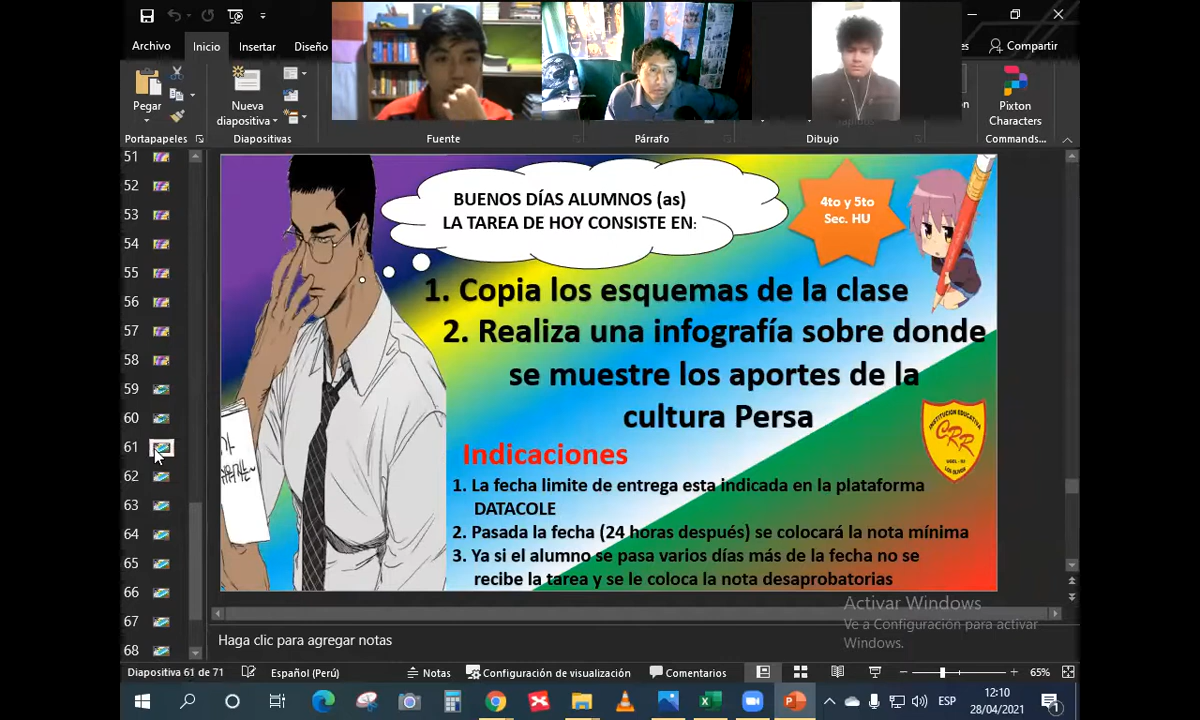 Archivo
Inicio
Insertar
Diseño
Compartir
Pegar
Nueva
diapositiva
Pixton
Characters
Portapapeles
Diapositivas
Fuente
Párrafo
Dibujo
Commands...
51
52
53
54
55
56
57
58
59
60
61
62
63
64
65
66
67
68
BUENOS DÍAS ALUMNOS (as)
LA TAREA DE HOY CONSISTE EN:
4to y 5to
Sec. HU
1. Copia los esquemas de la clase
2. Realiza una infografía sobre donde
se muestre los aportes de la
cultura Persa
INSTITUCION EDUCATIVA
CRR
Indicaciones
1. La fecha limite de entrega esta indicada en la plataforma
DATACOLE
2. Pasada la fecha (24 horas después) se colocará la nota mínima
3. Ya si el alumno se pasa varios días más de la fecha no se
recibe la tarea y se le coloca la nota desaprobatorias
Activar Windows
Ve a Configuración para activar
Windows.
Haga clic para agregar notas
Diapositiva 61 de 71
Español (Perú)
Notas
Configuración de visualización
Comentarios
65%
ESP
12:10
28/04/2021